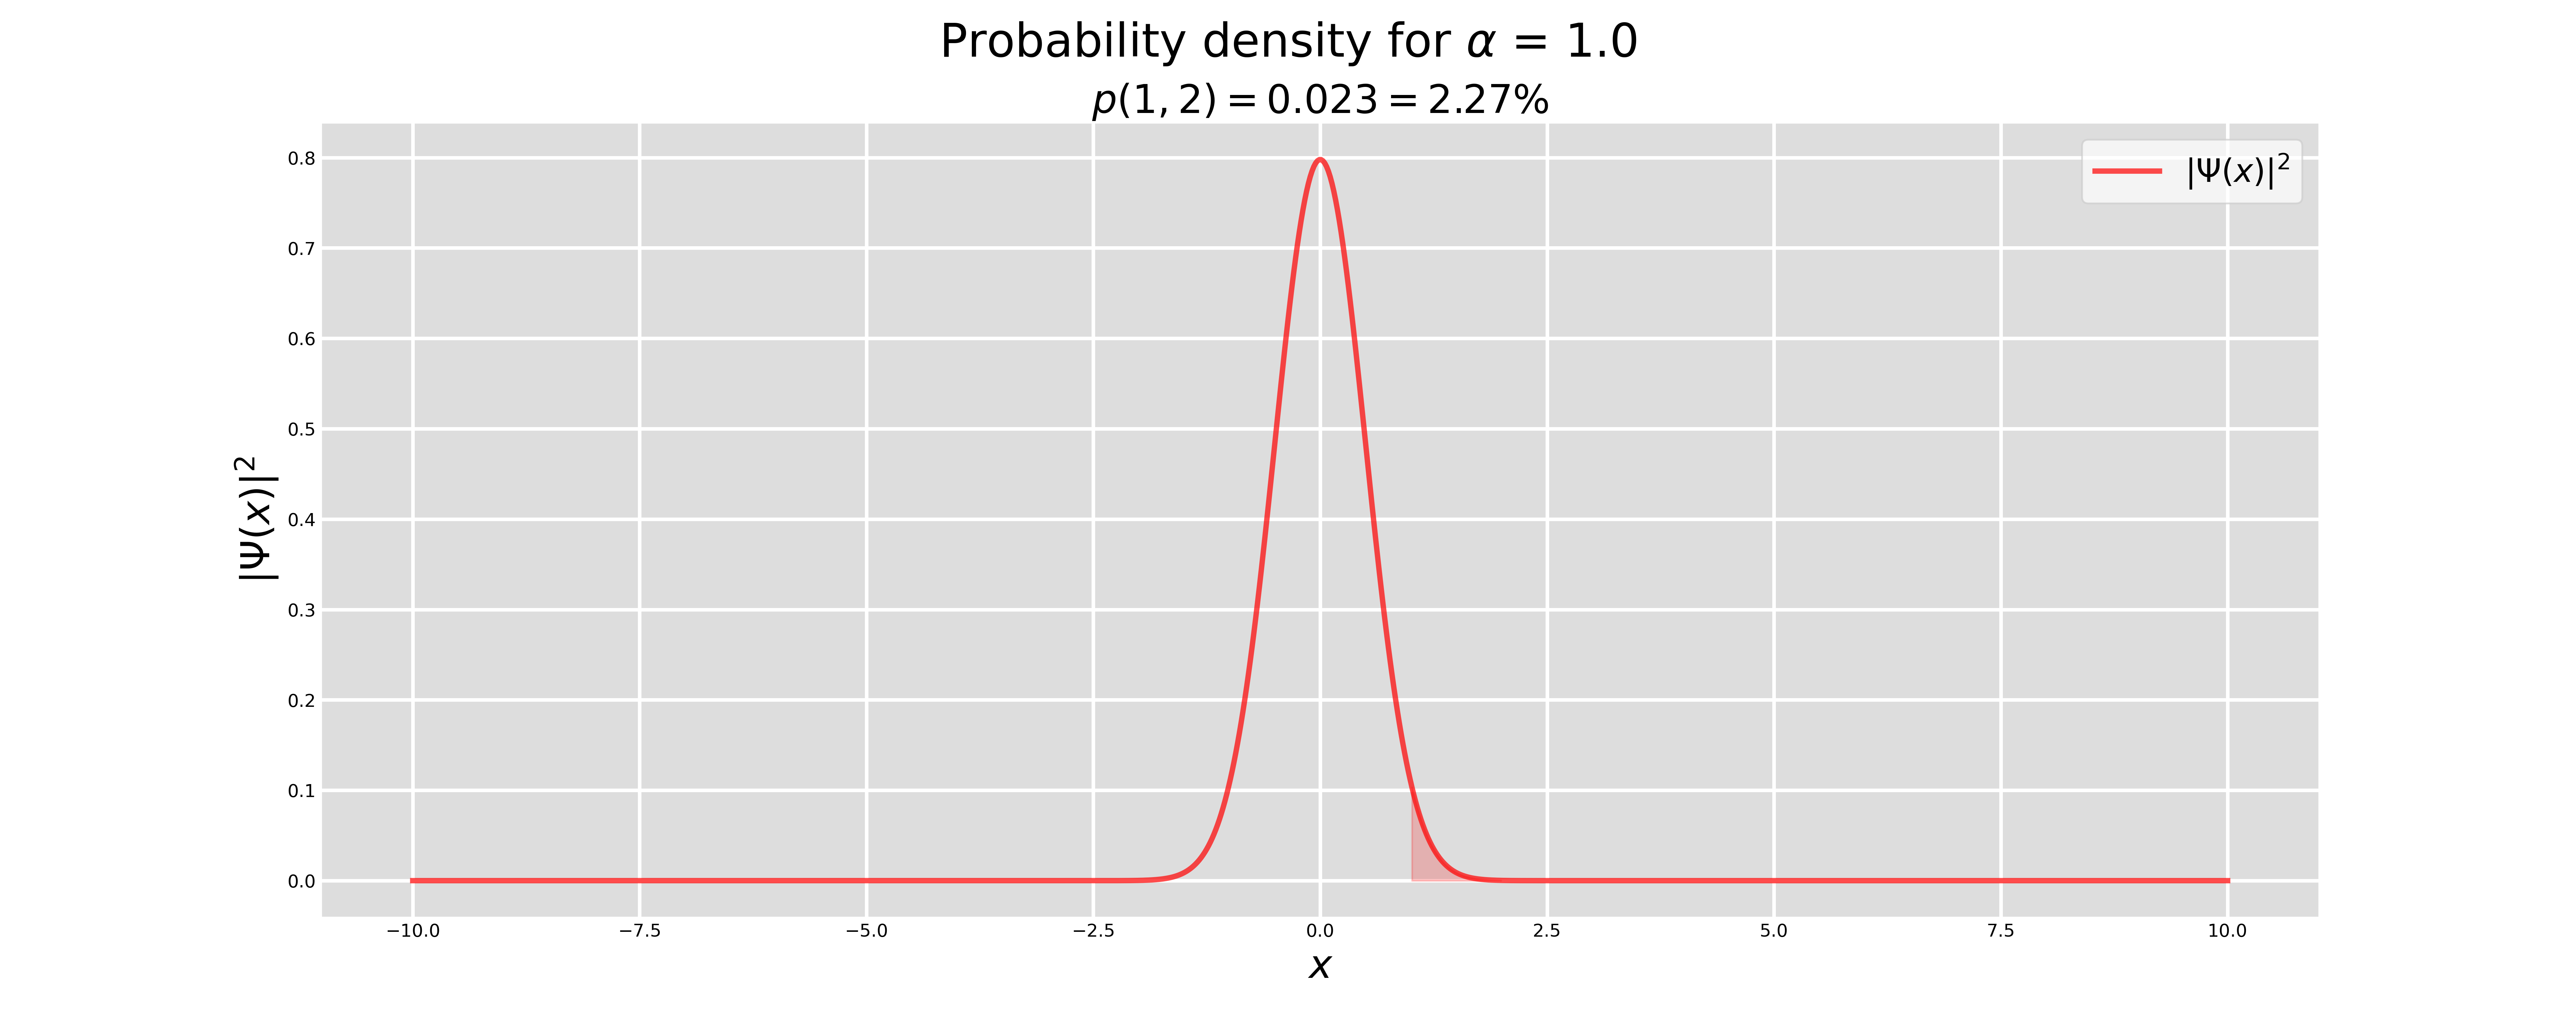 Probability density for α = 1.0
p(1, 2) = 0.023 = 2.27%
|Ψ(x)|²
|Ψ(x)|²
0.8
0.7
0.6
0.5
0.4
0.3
0.2
0.1
0.0
−10.0 −7.5 −5.0 −2.5 0.0 2.5 5.0 7.5 10.0
x